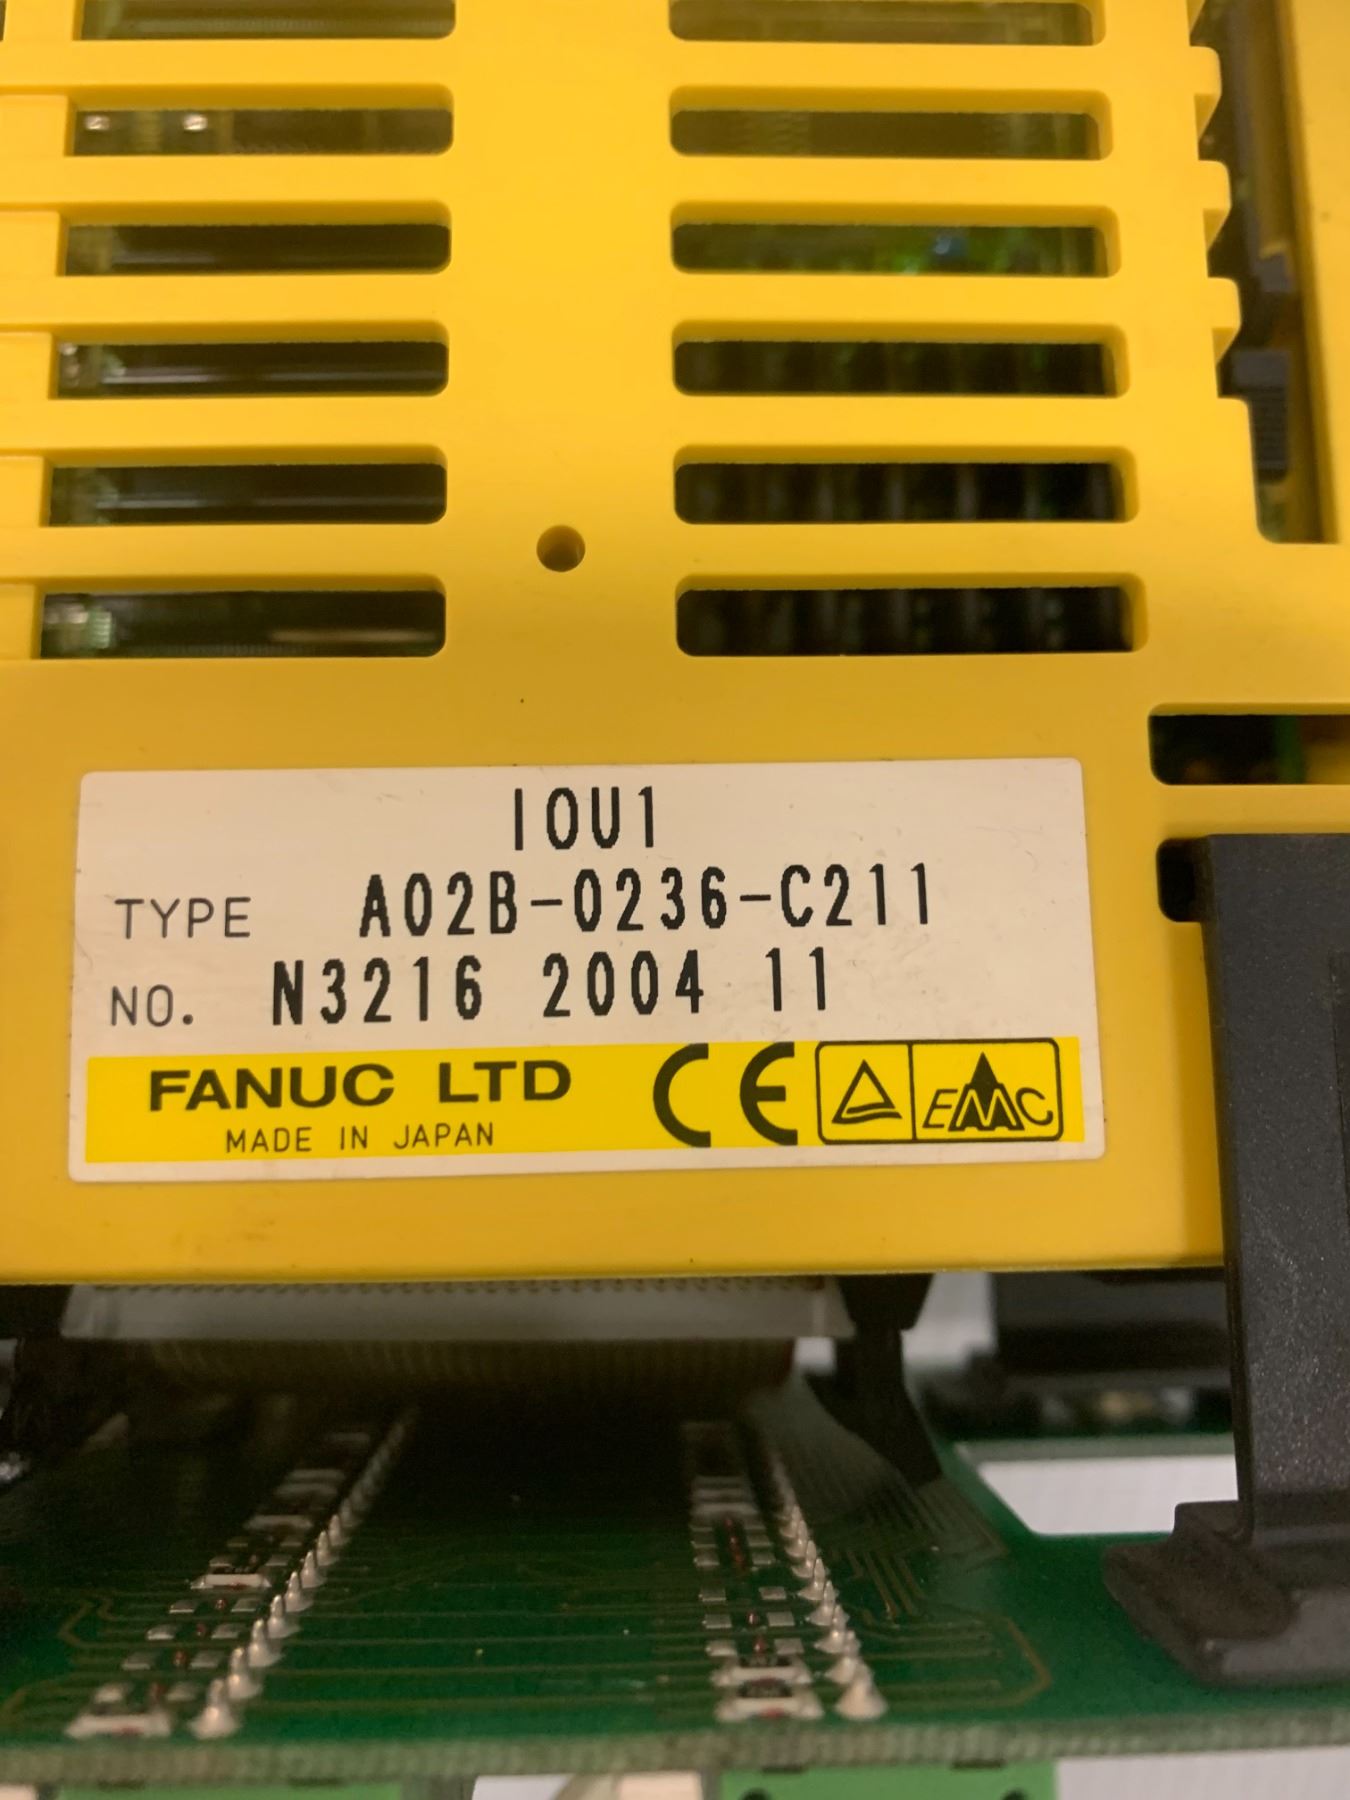 IOU1
TYPE A02B-0236-C211
NO. N3216 2004 11
FANUC LTD CE EMC
MADE IN JAPAN